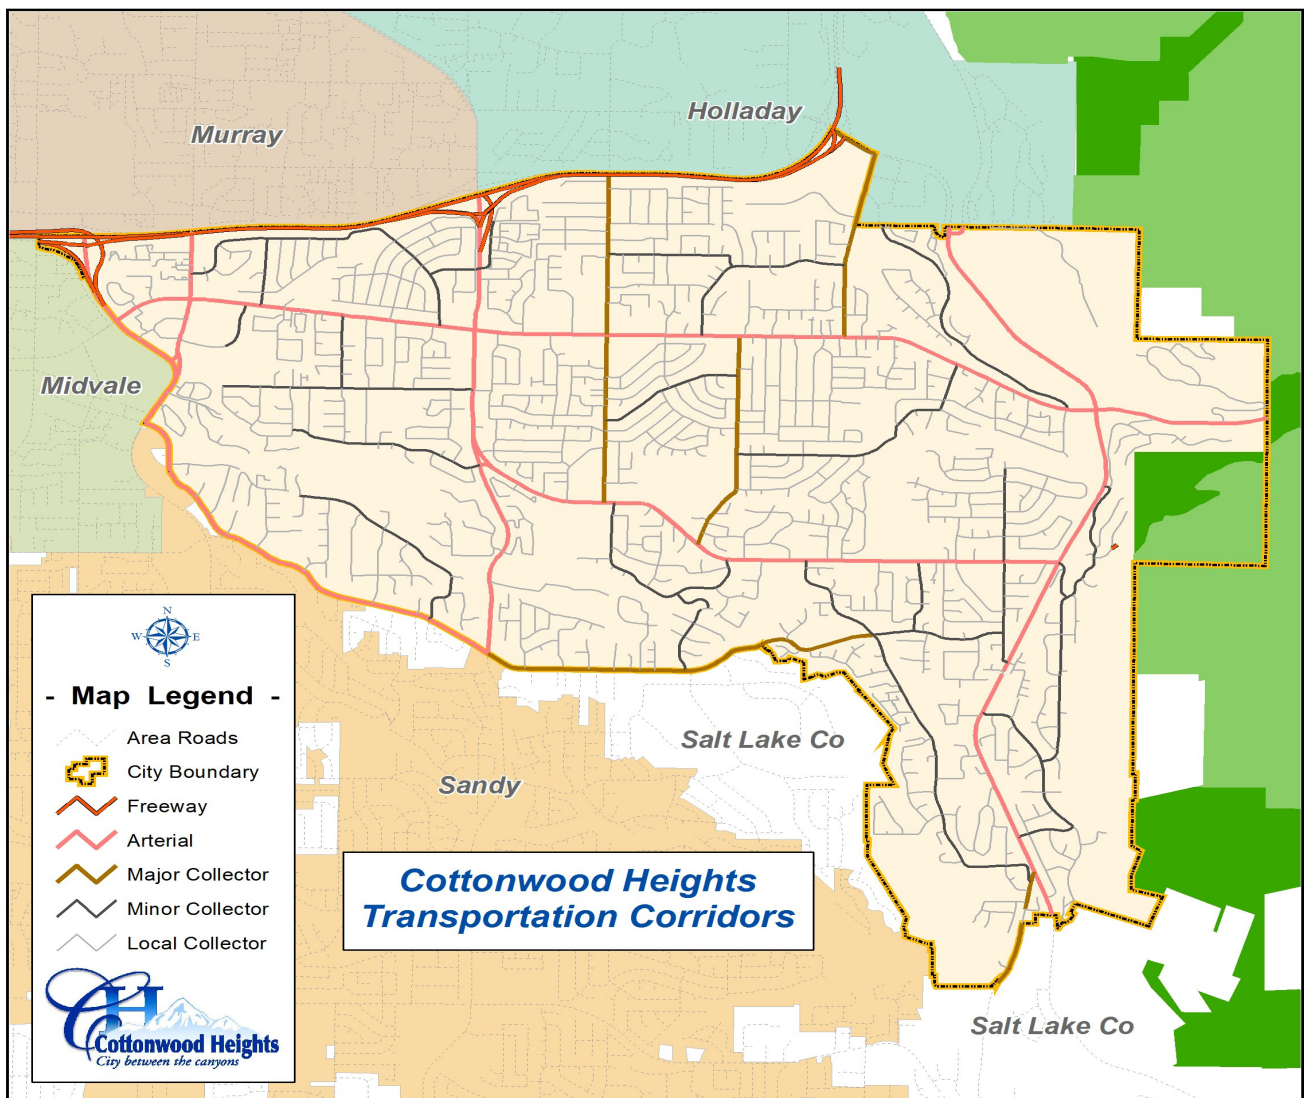 Murray
Holladay
Midvale
N
W E
S
- Map Legend -
Area Roads
City Boundary
Freeway
Arterial
Major Collector
Minor Collector
Local Collector
CH
Cottonwood Heights
City between the canyons
Salt Lake Co
Sandy
Cottonwood Heights
Transportation Corridors
Salt Lake Co